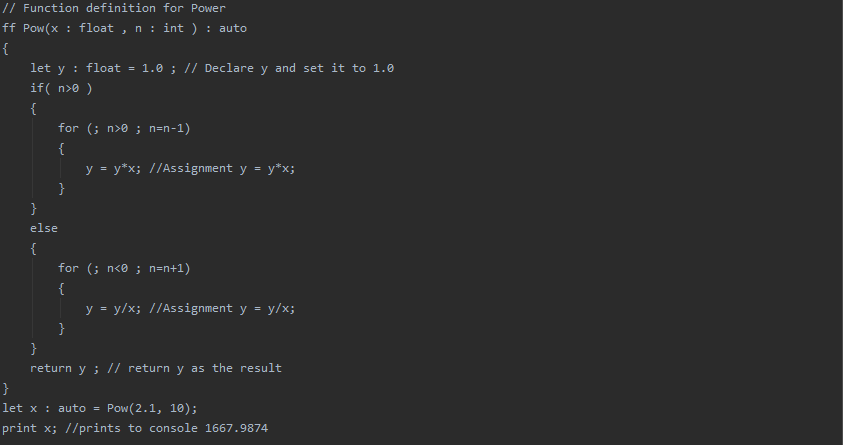 // Function definition for Power
ff Pow(x : float , n : int ) : auto
{
    let y : float = 1.0 ; // Declare y and set it to 1.0
    if( n>0 )
    {
        for (; n>0 ; n=n-1)
        {
            y = y*x; //Assignment y = y*x;
        }
    }
    else
    {
        for (; n<0 ; n=n+1)
        {
            y = y/x; //Assignment y = y/x;
        }
    }
    return y ; // return y as the result
}
let x : auto = Pow(2.1, 10);
print x; //prints to console 1667.9874